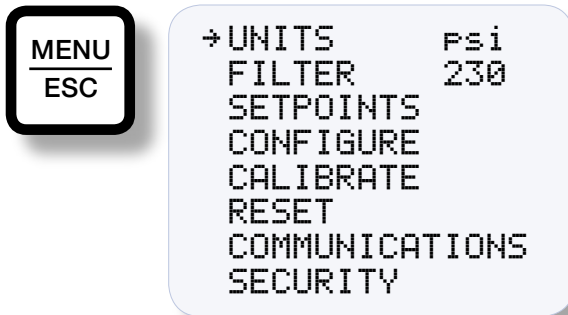 MENU
ESC
→UNITS psi
FILTER 230
SETPOINTS
CONFIGURE
CALIBRATE
RESET
COMMUNICATIONS
SECURITY